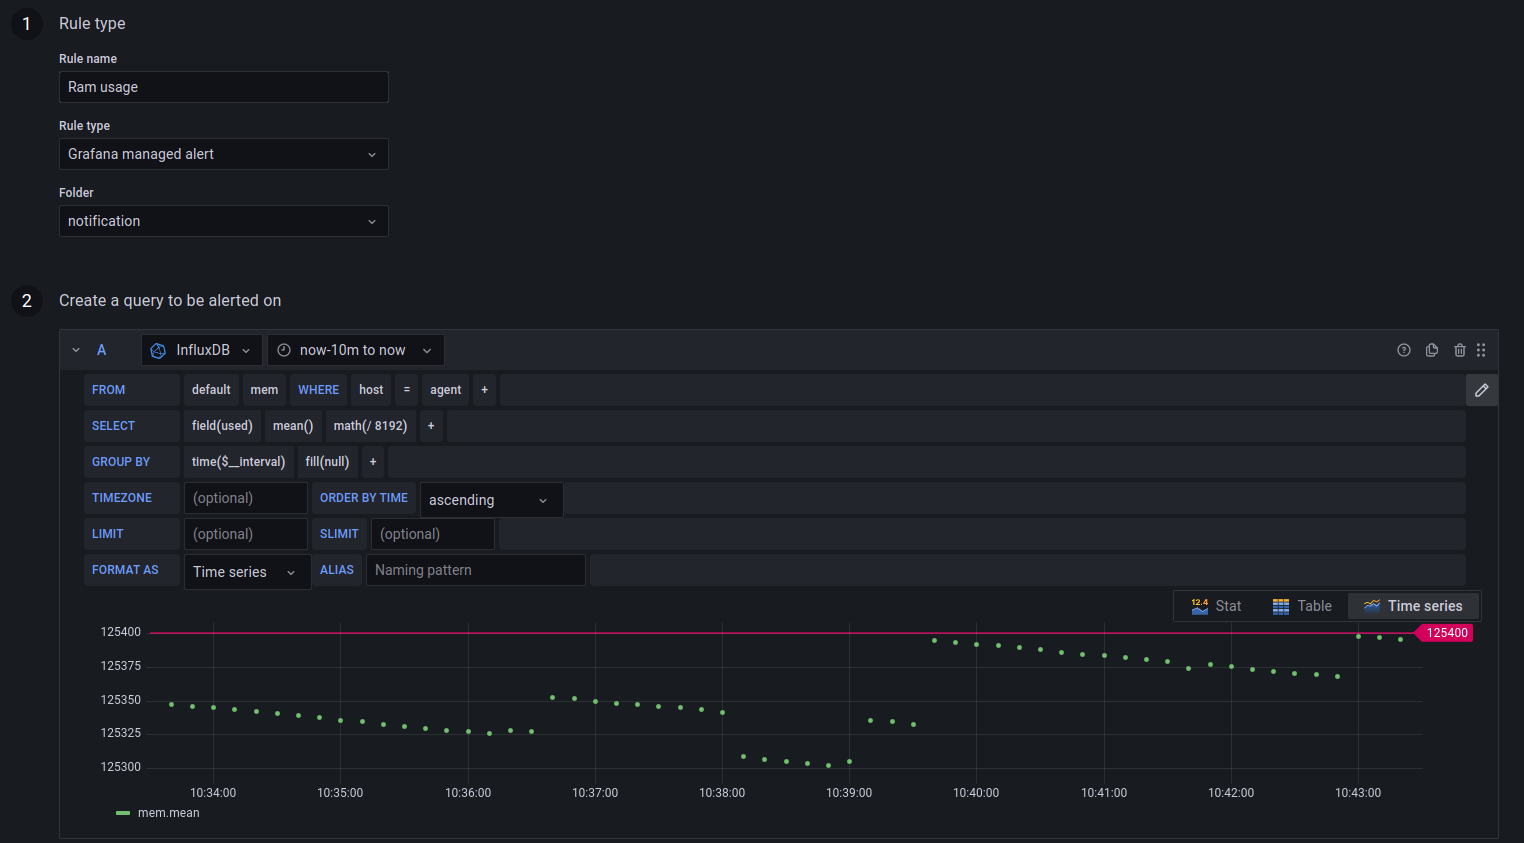 1 Rule type
Rule name
Ram usage
Rule type
Grafana managed alert
Folder
notification
2 Create a query to be alerted on
A InfluxDB now-10m to now
FROM default mem WHERE host = agent +
SELECT field(used) mean() math(/ 8192) +
GROUP BY time($__interval) fill(null) +
TIMEZONE (optional) ORDER BY TIME ascending
LIMIT (optional) SLIMIT (optional)
FORMAT AS Time series ALIAS Naming pattern
12.4 Stat Table Time series
125400 125400
125375
125350
125325
125300
10:34:00 10:35:00 10:36:00 10:37:00 10:38:00 10:39:00 10:40:00 10:41:00 10:42:00 10:43:00
mem.mean